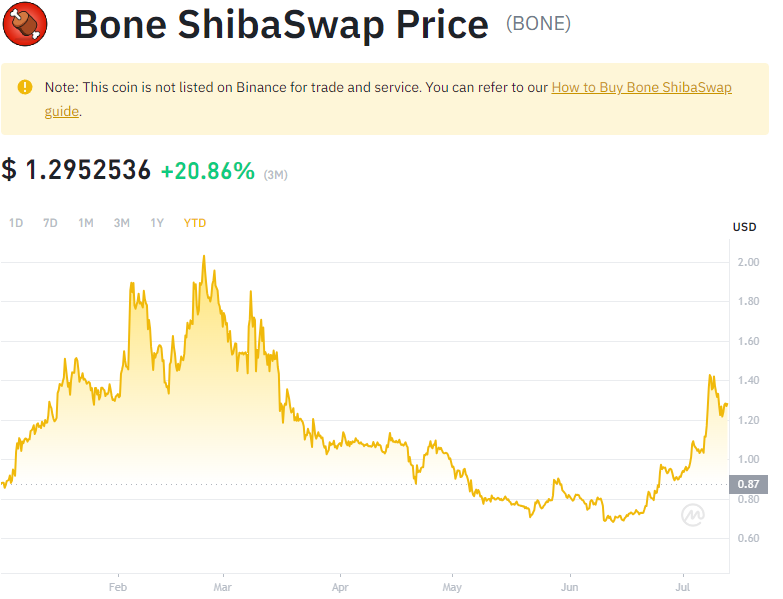 Bone ShibaSwap Price (BONE)
Note: This coin is not listed on Binance for trade and service. You can refer to our How to Buy Bone ShibaSwap
guide.
$ 1.2952536 +20.86% (3M)
1D 7D 1M 3M 1Y YTD
USD
2.00
1.80
1.60
1.40
1.20
1.00
0.87
0.80
0.60
Feb Mar Apr May Jun Jul